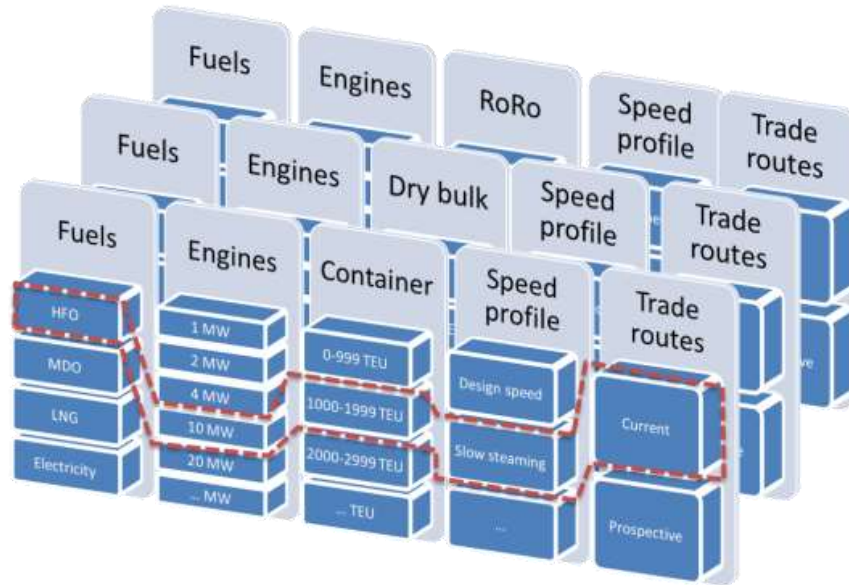 Fuels
Engines
RoRo
Speed
profile
Trade
routes
Fuels
Engines
Dry bulk
Speed
profile
Trade
routes
Fuels
HFO
MDO
LNG
Electricity
Engines
1 MW
2 MW
4 MW
10 MW
20 MW
... MW
Container
0-999 TEU
1000-1999 TEU
2000-2999 TEU
... TEU
Speed
profile
Design speed
Slow steaming
...
Trade
routes
Current
Prospective